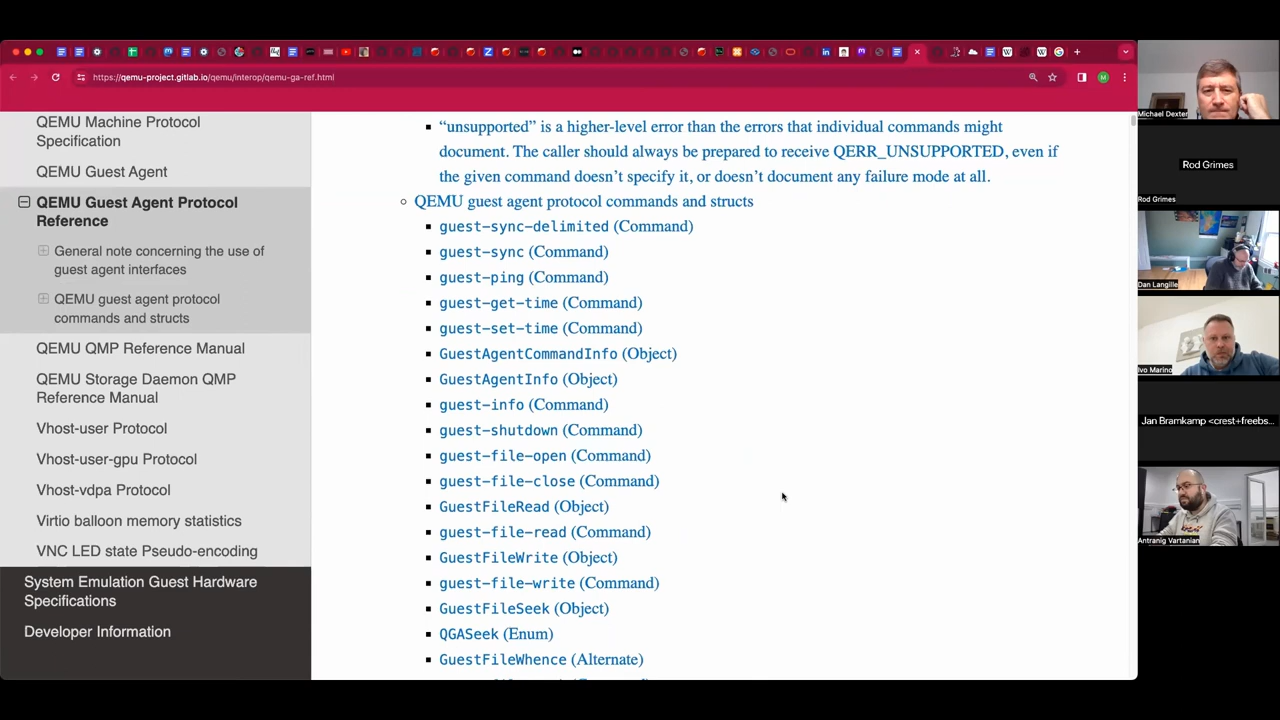 https://qemu-project.gitlab.io/qemu/interop/qemu-ga-ref.html
QEMU Machine Protocol
Specification
QEMU Guest Agent
QEMU Guest Agent Protocol
Reference
General note concerning the use of
guest agent interfaces
QEMU guest agent protocol
commands and structs
QEMU QMP Reference Manual
QEMU Storage Daemon QMP
Reference Manual
Vhost-user Protocol
Vhost-user-gpu Protocol
Vhost-vdpa Protocol
Virtio balloon memory statistics
VNC LED state Pseudo-encoding
System Emulation Guest Hardware
Specifications
Developer Information
“unsupported” is a higher-level error than the errors that individual commands might
document. The caller should always be prepared to receive QERR_UNSUPPORTED, even if
the given command doesn’t specify it, or doesn’t document any failure mode at all.
QEMU guest agent protocol commands and structs
guest-sync-delimited (Command)
guest-sync (Command)
guest-ping (Command)
guest-get-time (Command)
guest-set-time (Command)
GuestAgentCommandInfo (Object)
GuestAgentInfo (Object)
guest-info (Command)
guest-shutdown (Command)
guest-file-open (Command)
guest-file-close (Command)
GuestFileRead (Object)
guest-file-read (Command)
GuestFileWrite (Object)
guest-file-write (Command)
GuestFileSeek (Object)
QGASeek (Enum)
GuestFileWhence (Alternate)
Michael Dexter
Rod Grimes
Rod Grimes
Dan Langille
Ivo Marino
Jan Bramkamp <crest+freebs...
Antranig Vartanian